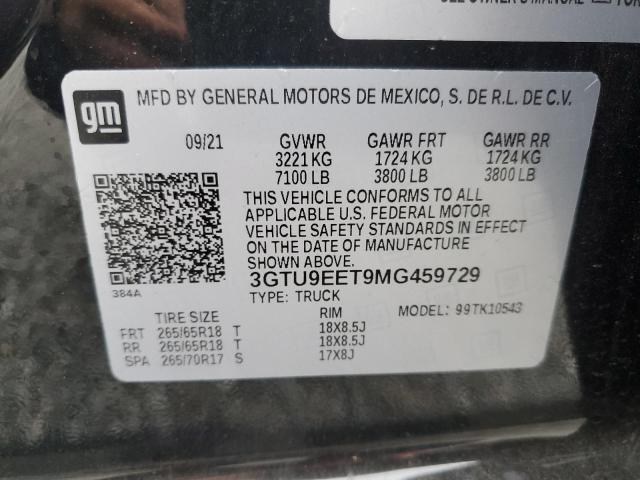 SEE OWNER'S MANUAL
gm
MFD BY GENERAL MOTORS DE MEXICO, S. DE R.L. DE C.V.
09/21 GVWR GAWR FRT GAWR RR
3221 KG 1724 KG 1724 KG
7100 LB 3800 LB 3800 LB
THIS VEHICLE CONFORMS TO ALL
APPLICABLE U.S. FEDERAL MOTOR
VEHICLE SAFETY STANDARDS IN EFFECT
ON THE DATE OF MANUFACTURE
SHOWN ABOVE.
3GTU9EET9MG459729
384A
TYPE: TRUCK
TIRE SIZE RIM MODEL: 99TK10543
FRT 265/65R18 T 18X8.5J
RR 265/65R18 T 18X8.5J
SPA 265/70R17 S 17X8J